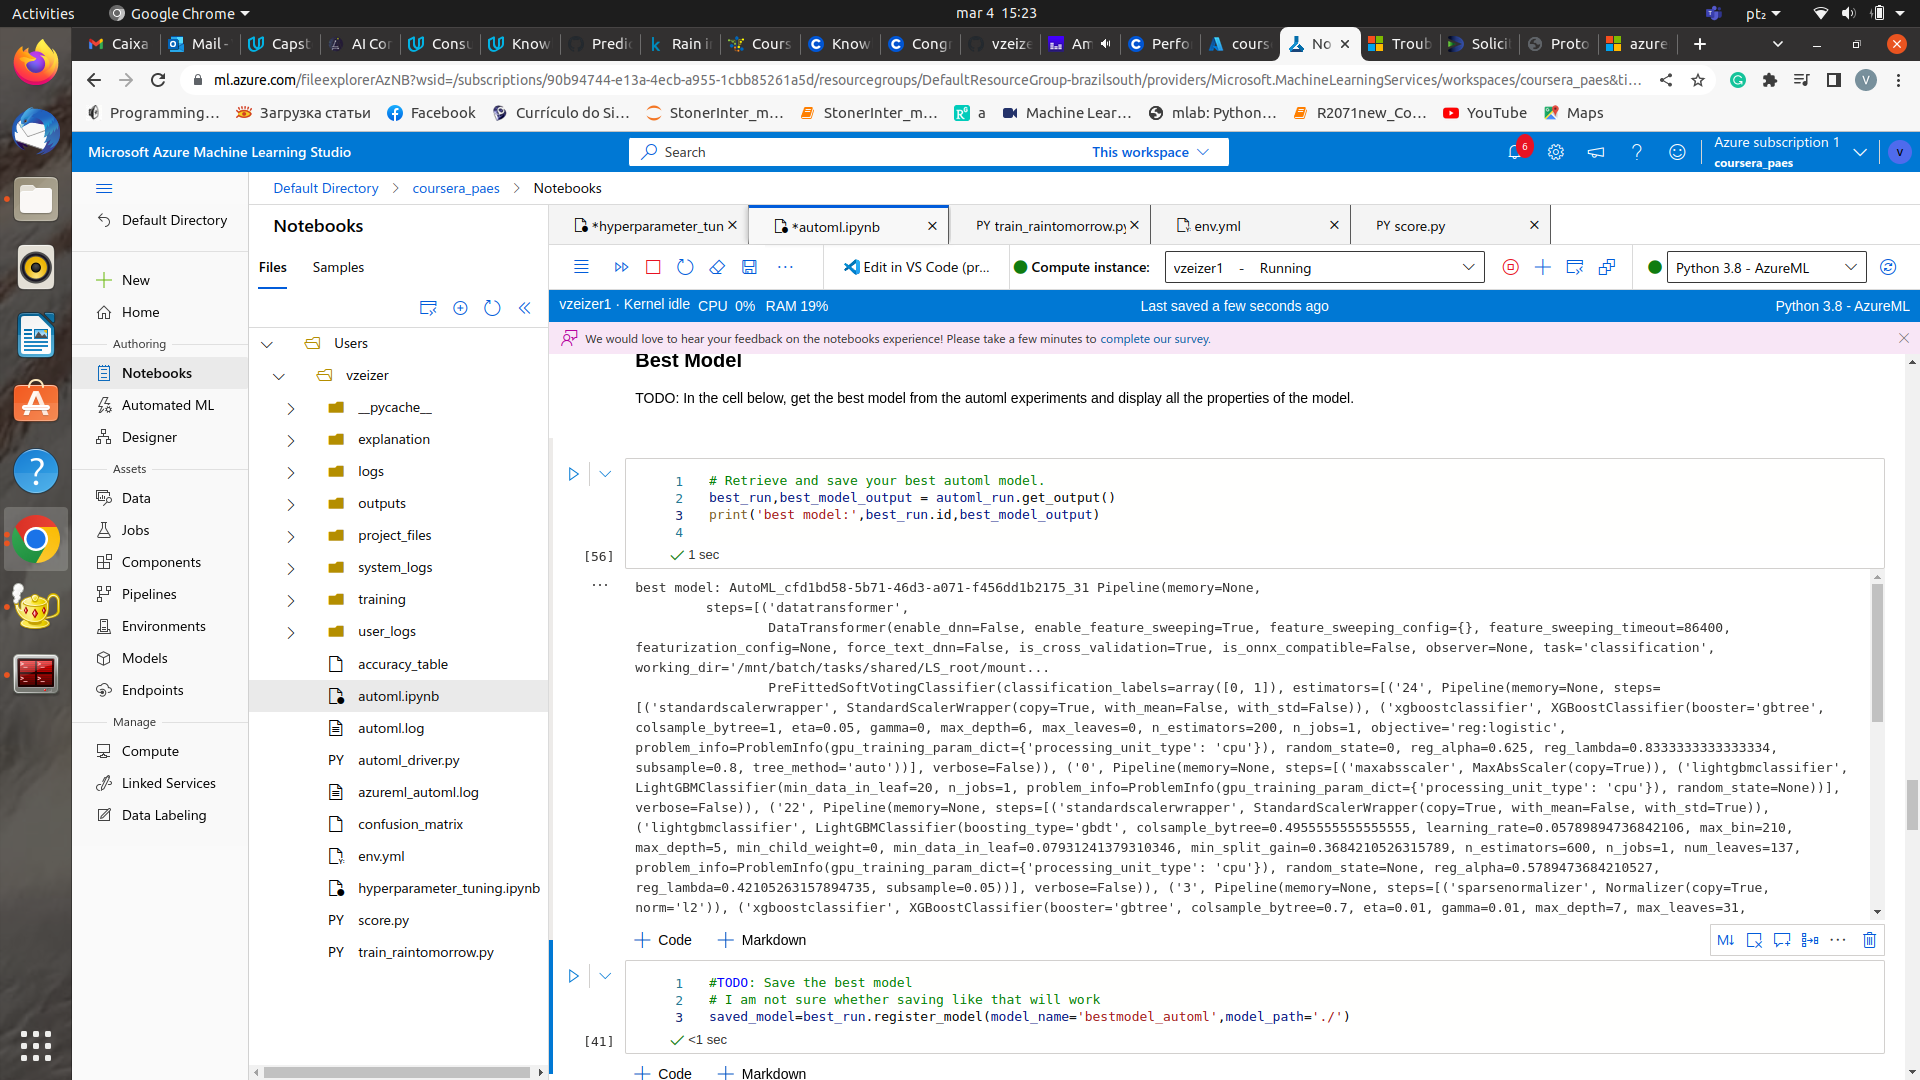 Activities
Google Chrome
mar 4 15:23
pt₂
Caixa
Mail -
Capst
AI Cor
Consu
Know
Predic
Rain i
Cours
Know
Congr
vzeize
Am
Perfor
cours
No
Troub
Solicit
Proto
azure
ml.azure.com/fileexplorerAzNB?wsid=/subscriptions/90b94744-e13a-4ecb-a955-1cbb85261a5d/resourcegroups/DefaultResourceGroup-brazilsouth/providers/Microsoft.MachineLearningServices/workspaces/coursera_paes&ti...
V
Programming...
Загрузка статьи
Facebook
Currículo do Si...
StonerInter_m...
StonerInter_m...
a
Machine Lear...
mlab: Python...
R2071new_Co...
YouTube
Maps
Microsoft Azure Machine Learning Studio
Search
This workspace
6
Azure subscription 1
coursera_paes
V
Default Directory
coursera_paes
Notebooks
Default Directory
New
Home
Authoring
Notebooks
Automated ML
Designer
Assets
Data
Jobs
Components
Pipelines
Environments
Models
Endpoints
Manage
Compute
Linked Services
Data Labeling
Notebooks
Files
Samples
Users
vzeizer
__pycache__
explanation
logs
outputs
project_files
system_logs
training
user_logs
accuracy_table
automl.ipynb
automl.log
PY automl_driver.py
azureml_automl.log
confusion_matrix
env.yml
hyperparameter_tuning.ipynb
PY score.py
PY train_raintomorrow.py
*hyperparameter_tun
*automl.ipynb
PY train_raintomorrow.py
env.yml
PY score.py
Edit in VS Code (pr...
Compute instance:
vzeizer1 - Running
Python 3.8 - AzureML
vzeizer1 · Kernel idle CPU 0% RAM 19%
Last saved a few seconds ago
Python 3.8 - AzureML
We would love to hear your feedback on the notebooks experience! Please take a few minutes to complete our survey.
Best Model
TODO: In the cell below, get the best model from the automl experiments and display all the properties of the model.
1 # Retrieve and save your best automl model.
2 best_run,best_model_output = automl_run.get_output()
3 print('best model:',best_run.id,best_model_output)
4
[56]
1 sec
best model: AutoML_cfd1bd58-5b71-46d3-a071-f456dd1b2175_31 Pipeline(memory=None,
steps=[('datatransformer',
DataTransformer(enable_dnn=False, enable_feature_sweeping=True, feature_sweeping_config={}, feature_sweeping_timeout=86400,
featurization_config=None, force_text_dnn=False, is_cross_validation=True, is_onnx_compatible=False, observer=None, task='classification',
working_dir='/mnt/batch/tasks/shared/LS_root/mount...
PreFittedSoftVotingClassifier(classification_labels=array([0, 1]), estimators=[('24', Pipeline(memory=None, steps=
[('standardscalerwrapper', StandardScalerWrapper(copy=True, with_mean=False, with_std=False)), ('xgboostclassifier', XGBoostClassifier(booster='gbtree',
colsample_bytree=1, eta=0.05, gamma=0, max_depth=6, max_leaves=0, n_estimators=200, n_jobs=1, objective='reg:logistic',
problem_info=ProblemInfo(gpu_training_param_dict={'processing_unit_type': 'cpu'}), random_state=0, reg_alpha=0.625, reg_lambda=0.8333333333333334,
subsample=0.8, tree_method='auto'))], verbose=False)), ('0', Pipeline(memory=None, steps=[('maxabsscaler', MaxAbsScaler(copy=True)), ('lightgbmclassifier',
LightGBMClassifier(min_data_in_leaf=20, n_jobs=1, problem_info=ProblemInfo(gpu_training_param_dict={'processing_unit_type': 'cpu'}), random_state=None))],
verbose=False)), ('22', Pipeline(memory=None, steps=[('standardscalerwrapper', StandardScalerWrapper(copy=True, with_mean=False, with_std=True)),
('lightgbmclassifier', LightGBMClassifier(boosting_type='gbdt', colsample_bytree=0.4955555555555555, learning_rate=0.05789894736842106, max_bin=210,
max_depth=5, min_child_weight=0, min_data_in_leaf=0.07931241379310346, min_split_gain=0.3684210526315789, n_estimators=600, n_jobs=1, num_leaves=137,
problem_info=ProblemInfo(gpu_training_param_dict={'processing_unit_type': 'cpu'}), random_state=None, reg_alpha=0.5789473684210527,
reg_lambda=0.42105263157894735, subsample=0.05))], verbose=False)), ('3', Pipeline(memory=None, steps=[('sparsenormalizer', Normalizer(copy=True,
norm='l2')), ('xgboostclassifier', XGBoostClassifier(booster='gbtree', colsample_bytree=0.7, eta=0.01, gamma=0.01, max_depth=7, max_leaves=31,
Code
Markdown
M↓
1 #TODO: Save the best model
2 # I am not sure whether saving like that will work
3 saved_model=best_run.register_model(model_name='bestmodel_automl',model_path='./')
[41]
<1 sec
Code
Markdown